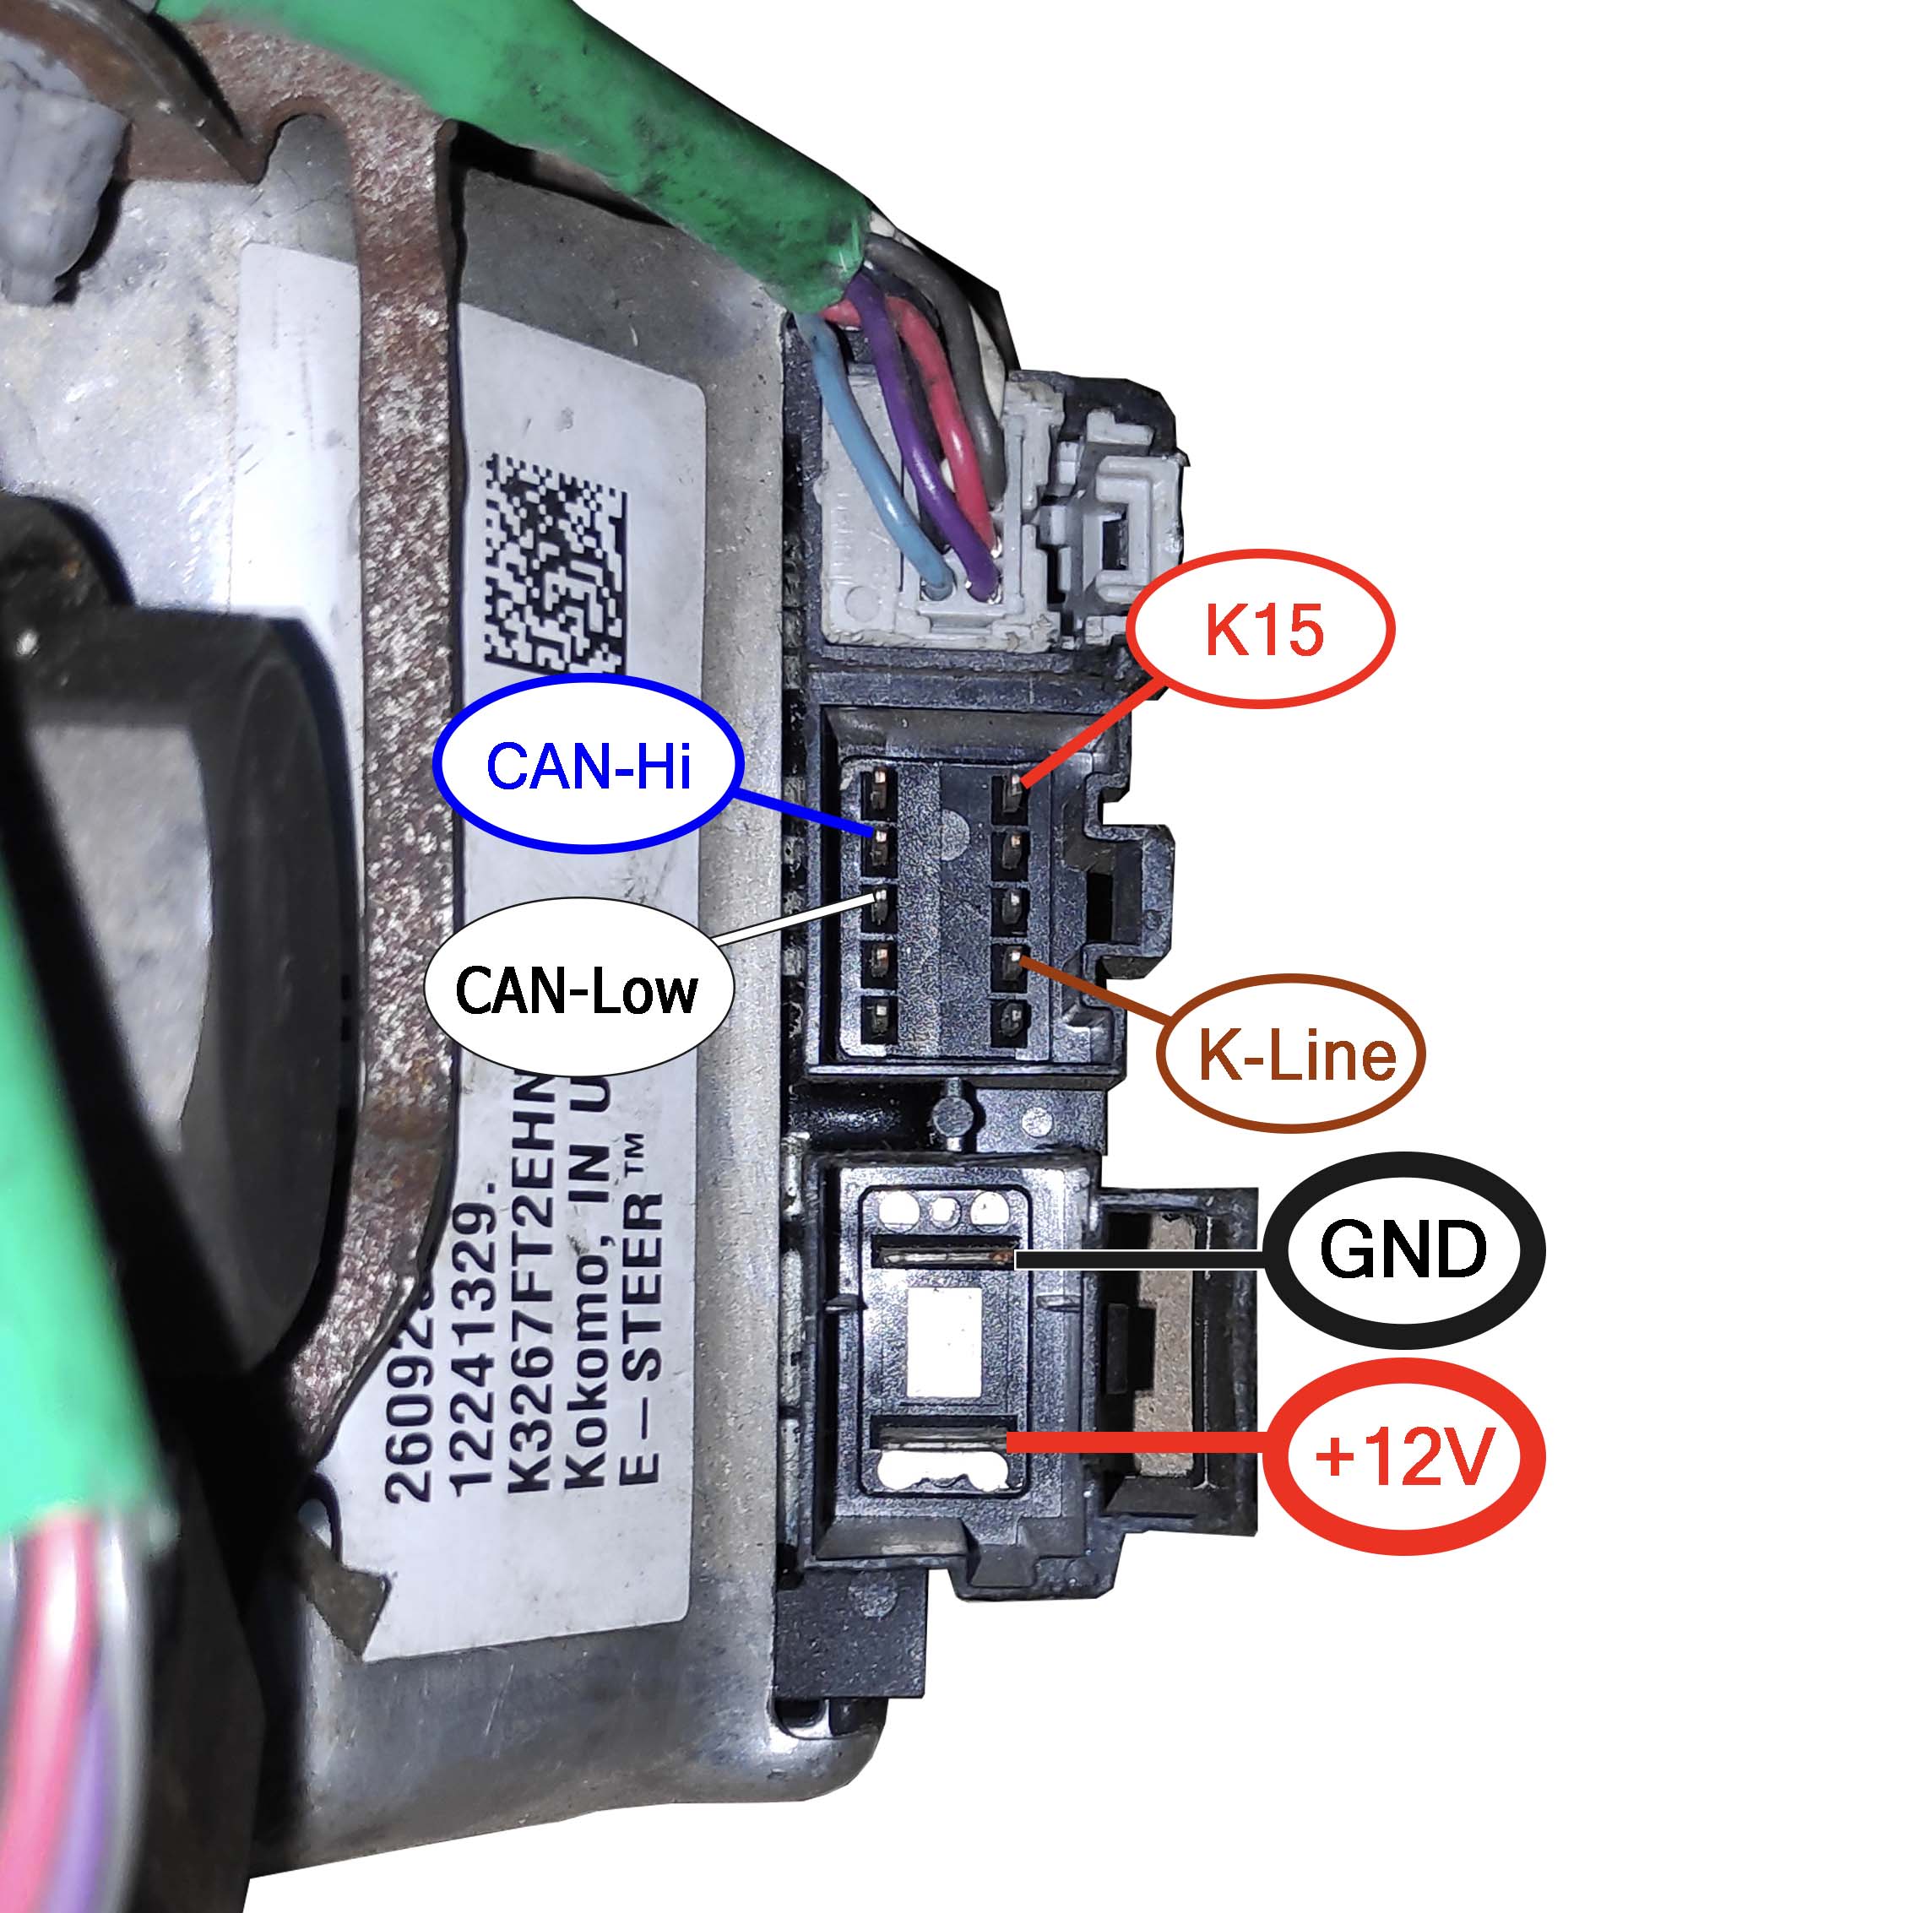 K15
CAN-Hi
CAN-Low
K-Line
GND
+12V
12241329.
K3267FT2EHN
Kokomo, IN U
E–STEER™